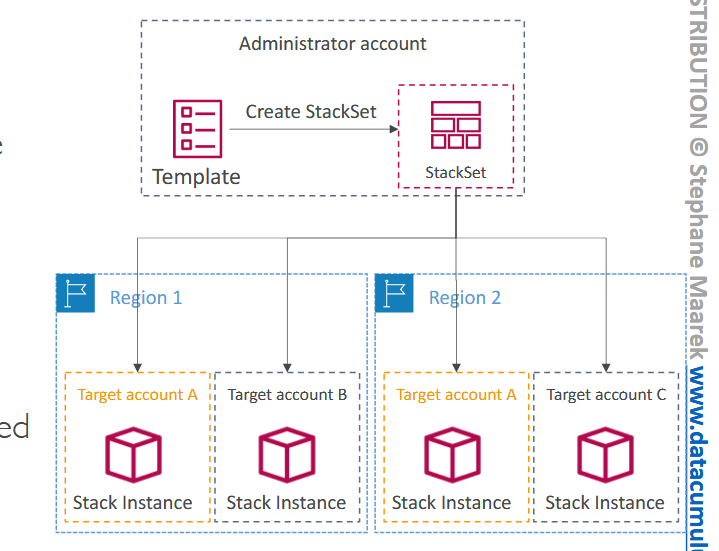 Administrator account
Create StackSet
Template
StackSet
Region 1
Region 2
Target account A
Target account B
Target account A
Target account C
Stack Instance
Stack Instance
Stack Instance
Stack Instance
e
ed
STRIBUTION © Stephane Maarek www.datacumul